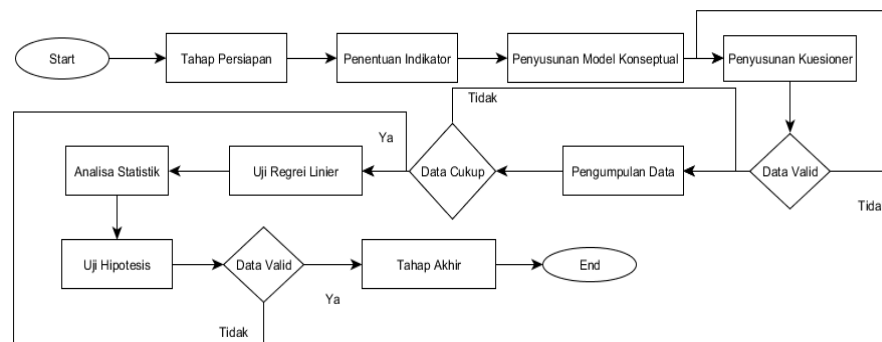 Start
Tahap Persiapan
Penentuan Indikator
Penyusunan Model Konseptual
Penyusunan Kuesioner
Tidak
Ya
Analisa Statistik
Uji Regrei Linier
Data Cukup
Pengumpulan Data
Data Valid
Tidak
Uji Hipotesis
Data Valid
Ya
Tahap Akhir
End
Tidak